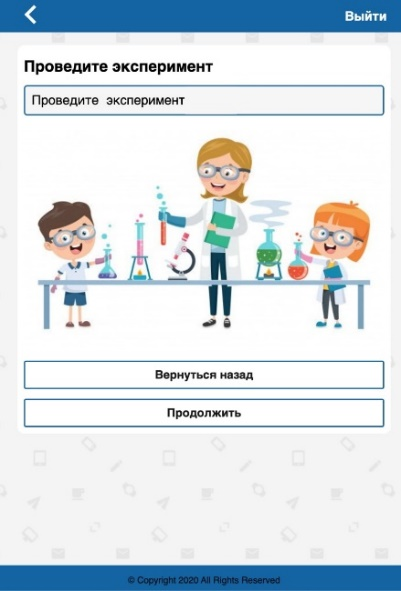 Выйти
Проведите эксперимент
Проведите эксперимент
Вернуться назад
Продолжить
© Copyright 2020 All Rights Reserved